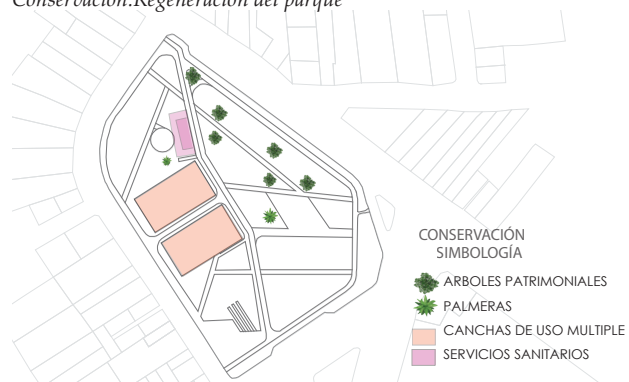 Conservación.Regeneración del parque
CONSERVACIÓN
SIMBOLOGÍA
ARBOLES PATRIMONIALES
PALMERAS
CANCHAS DE USO MULTIPLE
SERVICIOS SANITARIOS